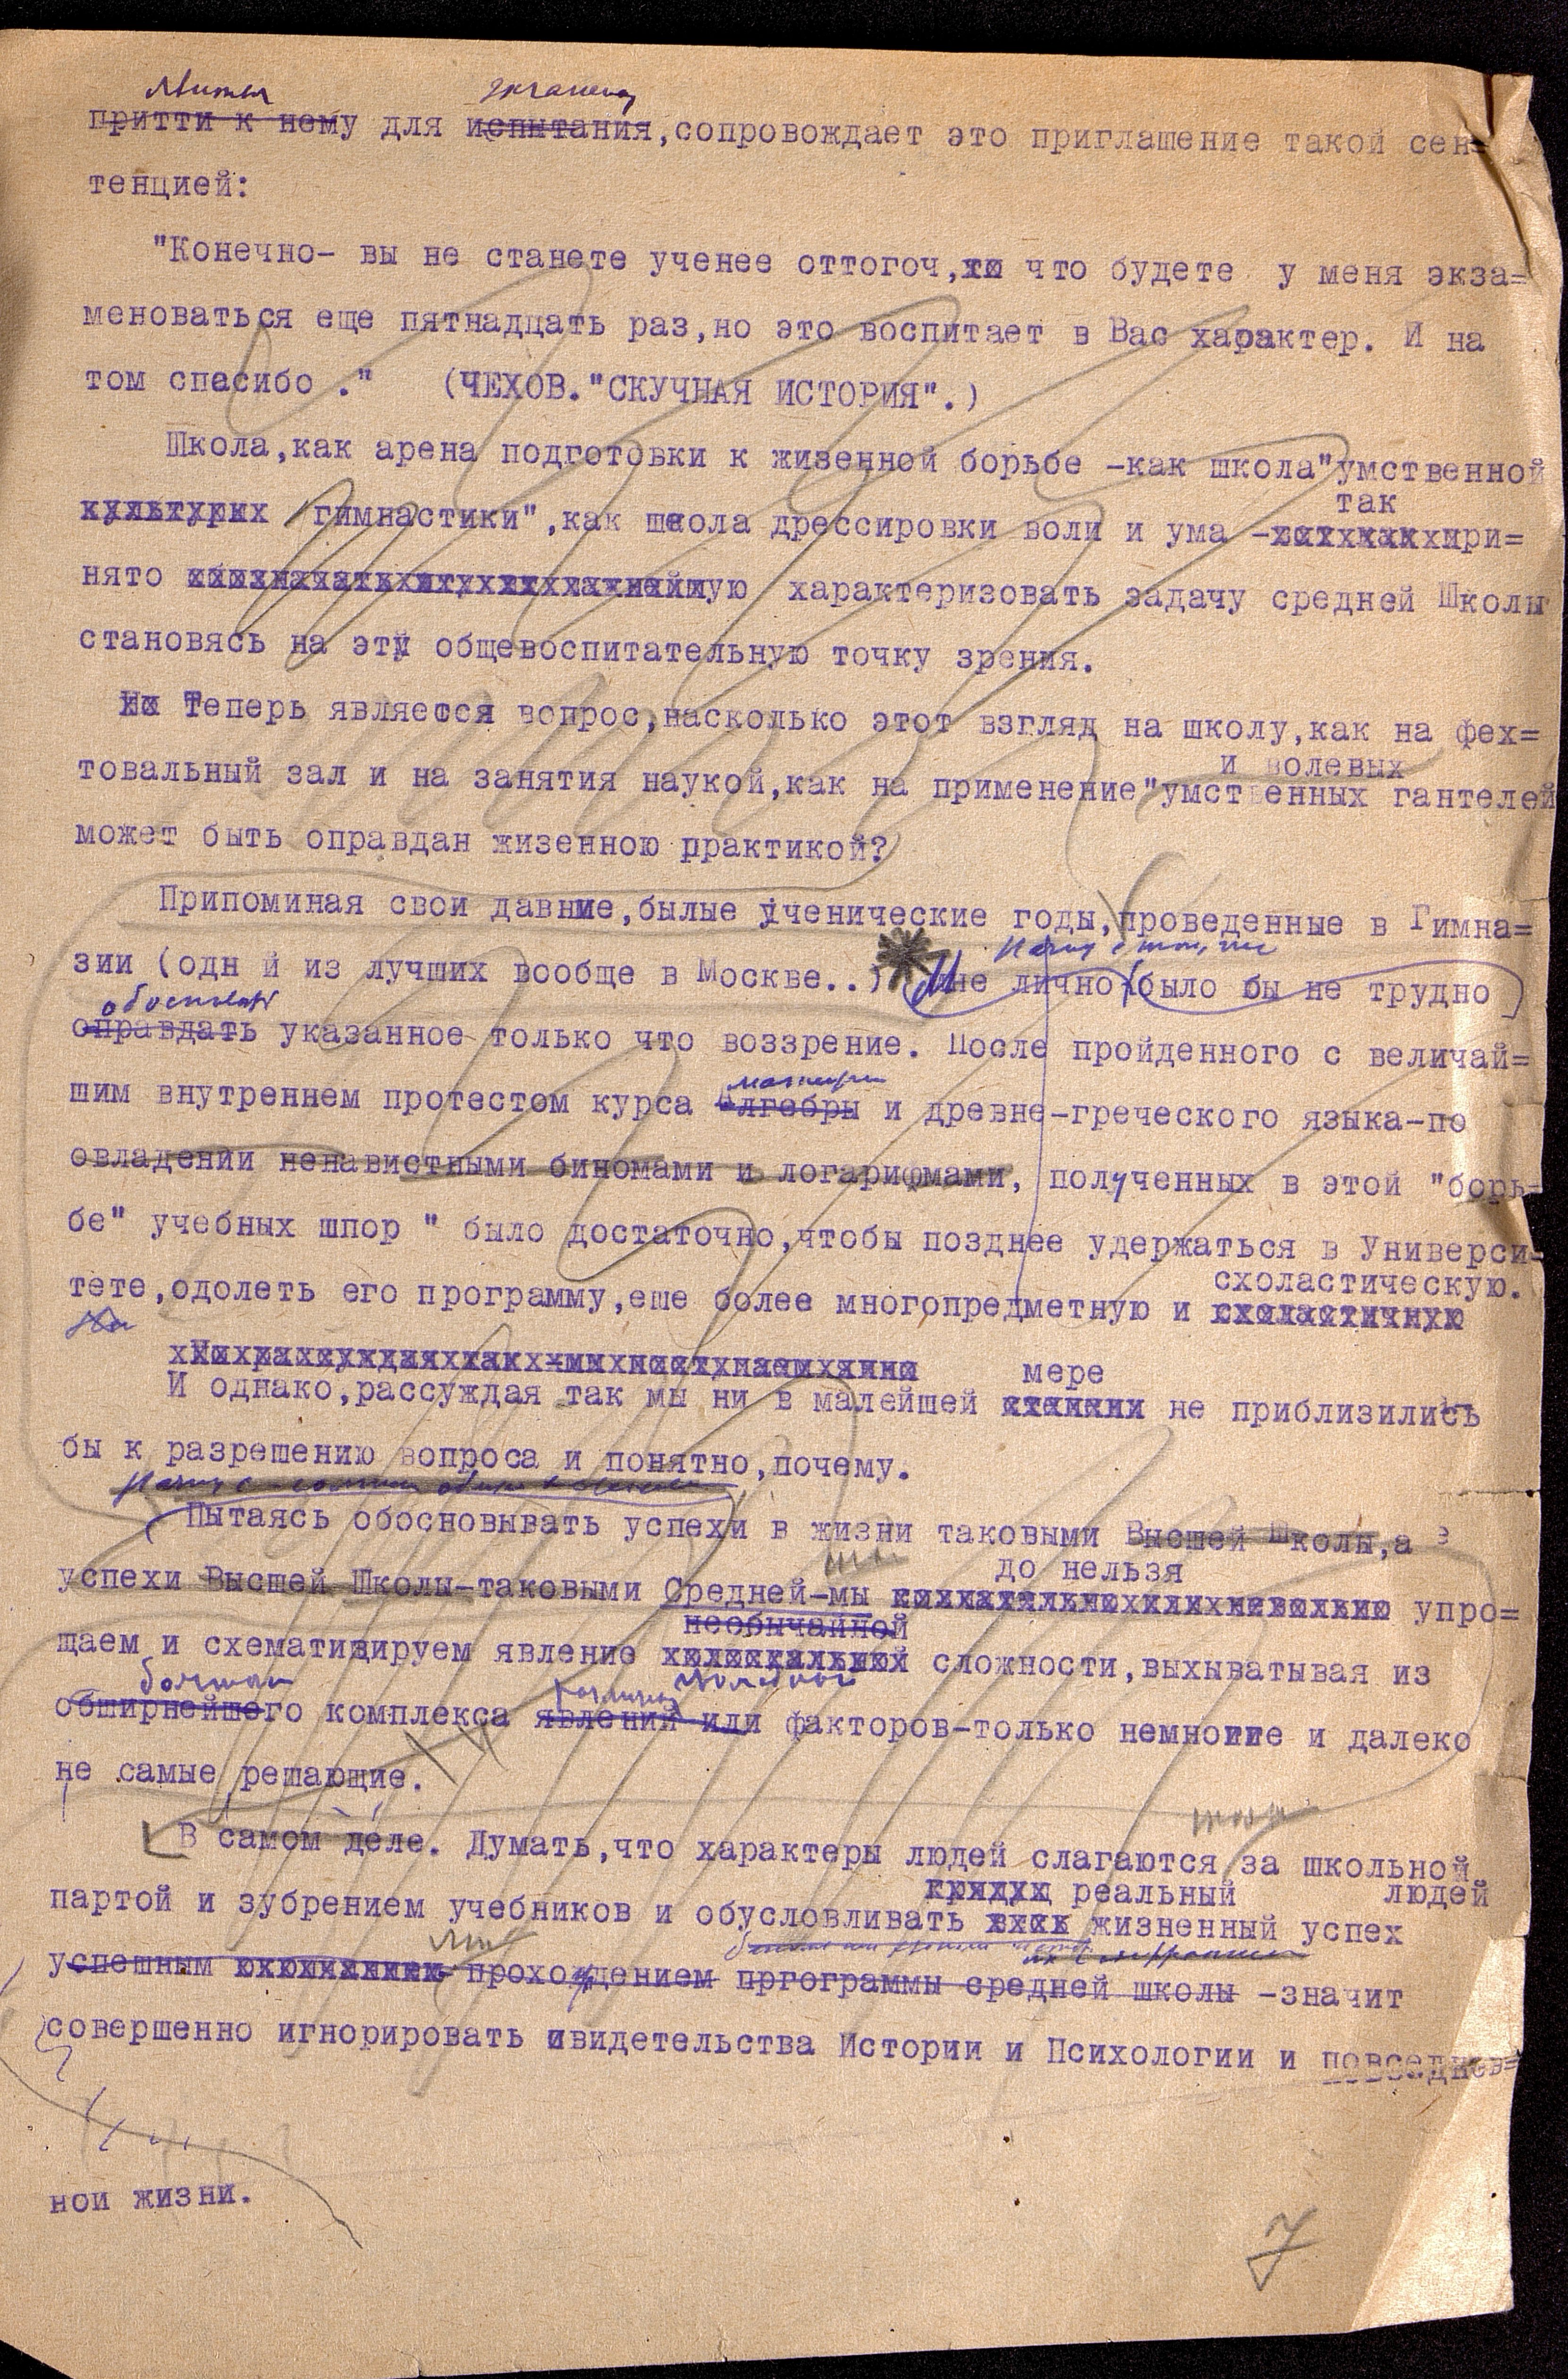 явиться экзамена
притти к нему для испытания,сопровождает это приглашение такой сен=
тенцией:
"Конечно- вы не станете ученее оттогоч, что будете у меня экза=
меноваться еще пятнадцать раз,но это воспитает в Вас характер. И на
том спасибо ." (ЧЕХОВ."СКУЧНАЯ ИСТОРИЯ".)
Школа,как арена подготовки к жизенной борьбе -как школа"умственной
так
гимнастики",как школа дрессировки воли и ума -при=
нято характеризовать задачу средней Школы
становясь на эту общевоспитательную точку зрения.
Теперь является вопрос,насколько этот взгляд на школу,как на фех=
и волевых
товальный зал и на занятия наукой,как на применение"умственных гантелей
может быть оправдан жизенною практикой?
Припоминая свои давние,былые ученические годы,проведенные в Гимна=
зии (одн й из лучших вообще в Москве..) Мне лично было бы не трудно
оправдать указанное только что воззрение. После пройденного с величай=
шим внутреннем протестом курса Алгебры и древне-греческого языка-по
овладении ненавистными биномами и логарифмами, полученных в этой "борь=
бе" учебных шпор " было достаточно,чтобы позднее удержаться в Универси=
схоластическую.
тете,одолеть его программу,еше более многопредметную и схоластичную
мере
И однако,рассуждая так мы ни в малейшей степени не приблизились
бы к разрешению вопроса и понятно,почему.
Пытаясь обосновывать успехи в жизни таковыми Высшей Школы,а е
до нельзя
успехи Высшей Школы-таковыми Средней-мы упро=
необычайной
щаем и схематизируем явление сложности,выхыватывая из
обширнейшего комплекса явлений или факторов-только немногие и далеко
не самые решающие.
В самом деле. Думать,что характеры людей слагаются за школьной
реальный людей
партой и зубрением учебников и обусловливать жизненный успех
успешным прохождением пргограммы средней школы -значит
совершенно игнорировать свидетельства Истории и Психологии и повседнев=
нои жизни.
7